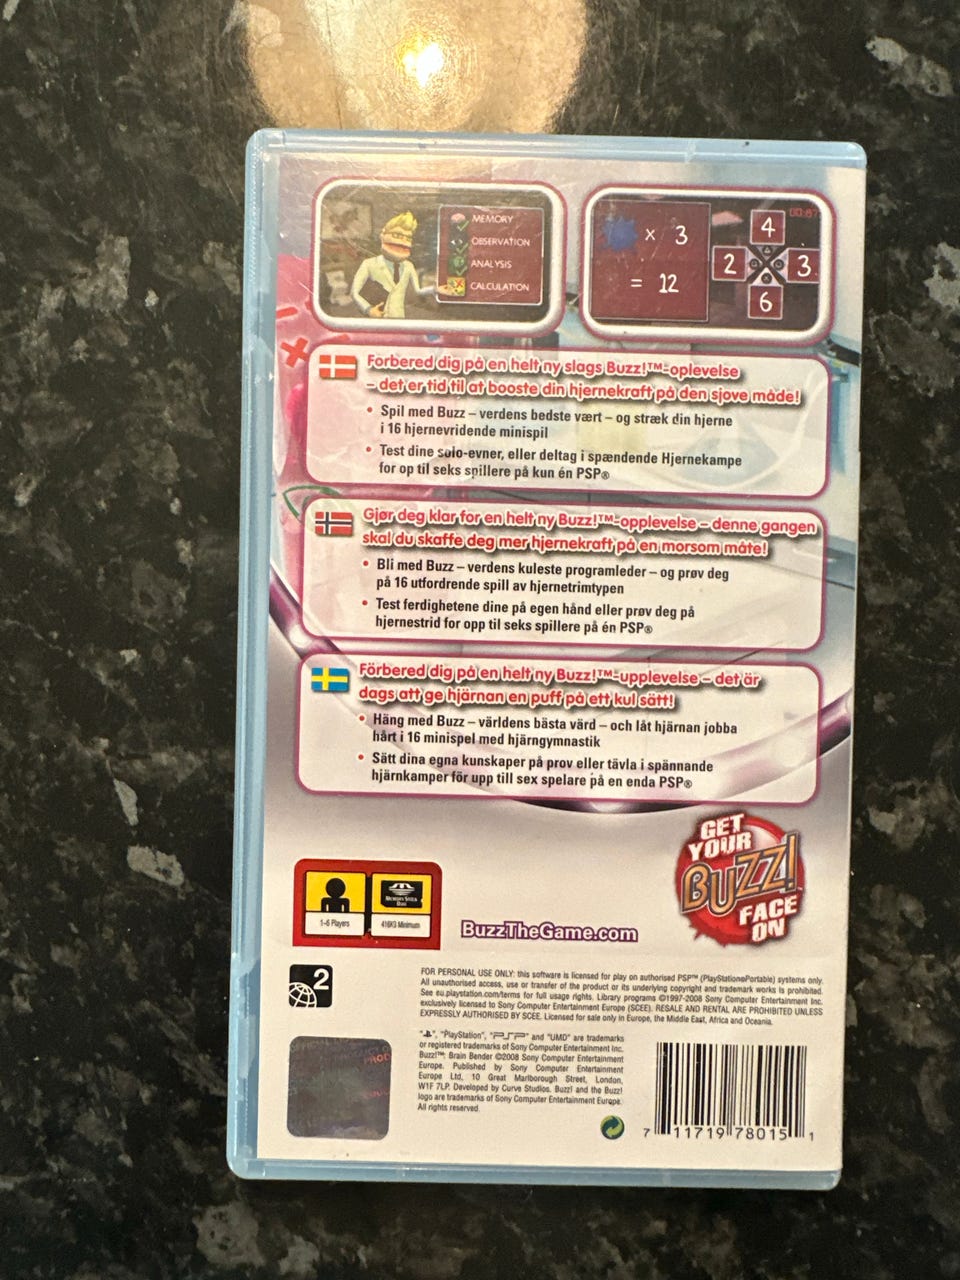 MEMORY
OBSERVATION
ANALYSIS
CALCULATION
x 3
= 12
00:87
4
2
3
6
Forbered dig på en helt ny slags Buzz!™-oplevelse
– det er tid til at booste din hjernekraft på den sjove måde!
• Spil med Buzz – verdens bedste vært – og stræk din hjerne
i 16 hjernevridende minispil
• Test dine solo-evner, eller deltag i spændende Hjernekampe
for op til seks spillere på kun én PSP®
Gjør deg klar for en helt ny Buzz!™-opplevelse – denne gangen
skal du skaffe deg mer hjernekraft på en morsom måte!
• Bli med Buzz – verdens kuleste programleder – og prøv deg
på 16 utfordrende spill av hjernetrimtypen
• Test ferdighetene dine på egen hånd eller prøv deg på
hjernestrid for opp til seks spillere på én PSP®
Förbered dig på en helt ny Buzz!™-upplevelse – det är
dags att ge hjärnan en puff på ett kul sätt!
• Häng med Buzz – världens bästa värd – och låt hjärnan jobba
hårt i 16 minispel med hjärngymnastik
• Sätt dina egna kunskaper på prov eller tävla i spännande
hjärnkamper för upp till sex spelare på en enda PSP®
GET
YOUR
BUZZ!
FACE
ON
MEMORY STICK
DUO
1-6 Players
416KB Minimum
BuzzTheGame.com
2
FOR PERSONAL USE ONLY: this software is licensed for play on authorised PSP™ (PlayStation®Portable) systems only.
All unauthorised access, use or transfer of the product or its underlying copyright and trademark works is prohibited.
See eu.playstation.com/terms for full usage rights. Library programs ©1997-2008 Sony Computer Entertainment Inc.
exclusively licensed to Sony Computer Entertainment Europe (SCEE). RESALE AND RENTAL ARE PROHIBITED UNLESS
EXPRESSLY AUTHORISED BY SCEE. Licensed for sale only in Europe, the Middle East, Africa and Oceania.
" ", "PlayStation", "PSP" and "UMD" are trademarks
or registered trademarks of Sony Computer Entertainment Inc.
Buzz!™: Brain Bender ©2008 Sony Computer Entertainment
Europe. Published by Sony Computer Entertainment
Europe Ltd, 10 Great Marlborough Street, London,
W1F 7LP. Developed by Curve Studios. Buzz! and the Buzz!
logo are trademarks of Sony Computer Entertainment Europe.
All rights reserved.
7 11719 78015 1